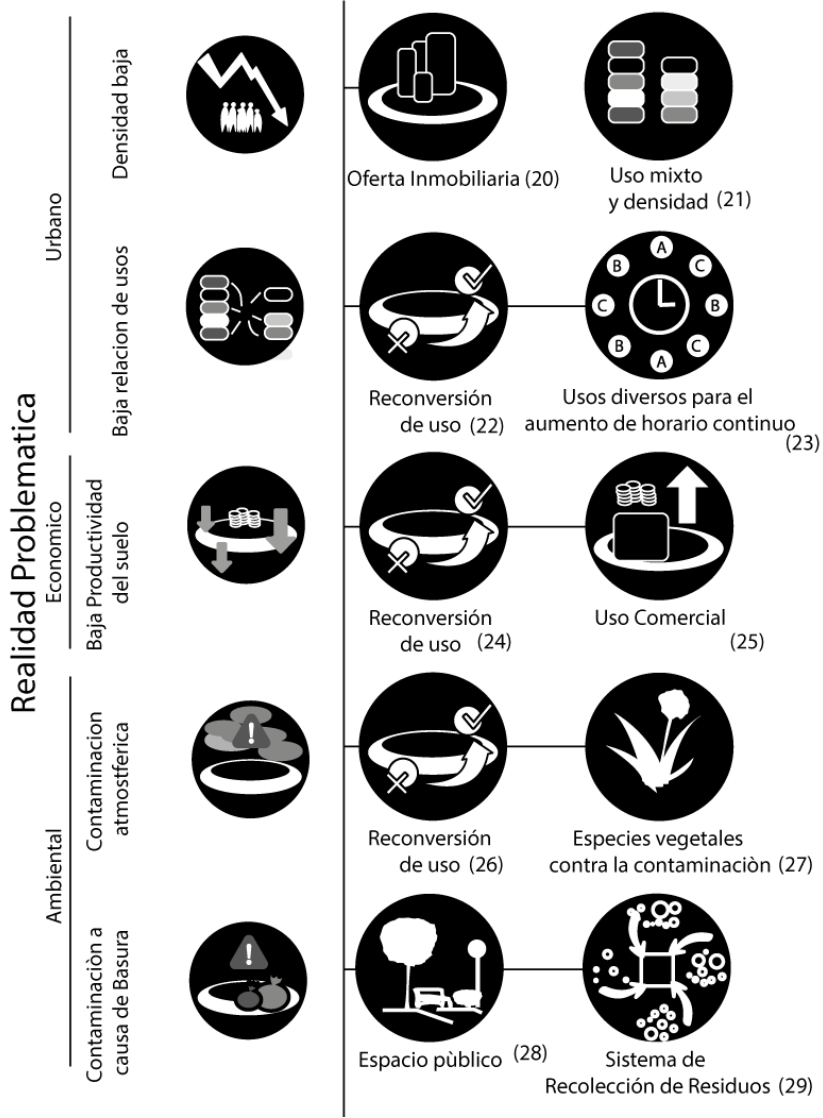 Realidad Problematica
Urbano
Densidad baja
Oferta Inmobiliaria (20)
Uso mixto
y densidad (21)
Baja relacion de usos
Reconversión
de uso (22)
A
C
B
C
A
B
C
B
Usos diversos para el
aumento de horario continuo
(23)
Economico
Baja Productividad
del suelo
Reconversión
de uso (24)
Uso Comercial
(25)
Ambiental
Contaminacion
atmostferica
!
Reconversión
de uso (26)
Especies vegetales
contra la contaminaciòn (27)
Contaminaciòn a
causa de Basura
!
Espacio pùblico (28)
Sistema de
Recolección de Residuos (29)